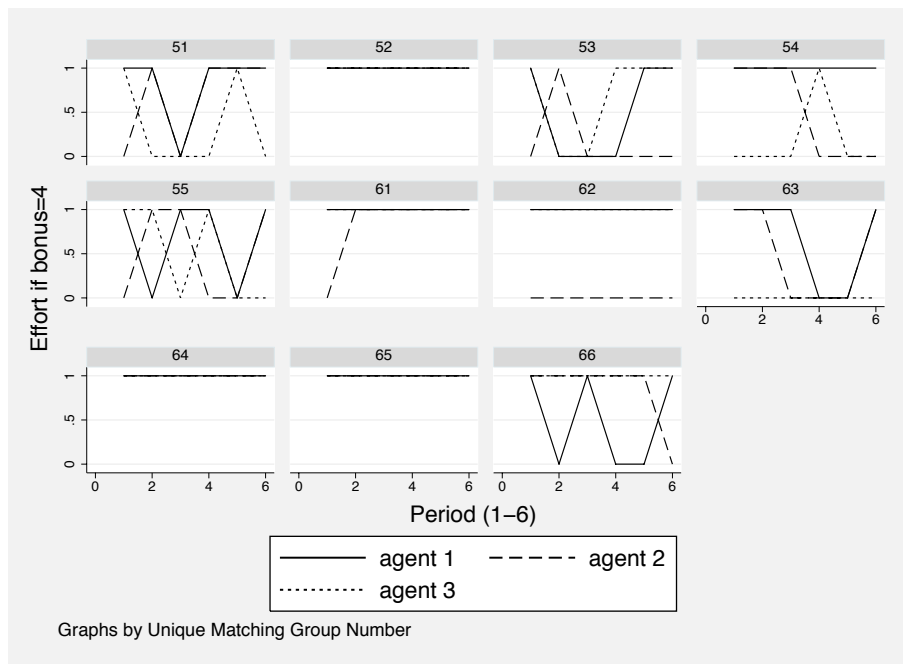 51 52 53 54
0 .5 1
55 61 62 63
0 .5 1
0 2 4 6
64 65 66
0 .5 1
0 2 4 6 0 2 4 6 0 2 4 6
Effort if bonus=4
Period (1−6)
agent 1 agent 2
agent 3
Graphs by Unique Matching Group Number